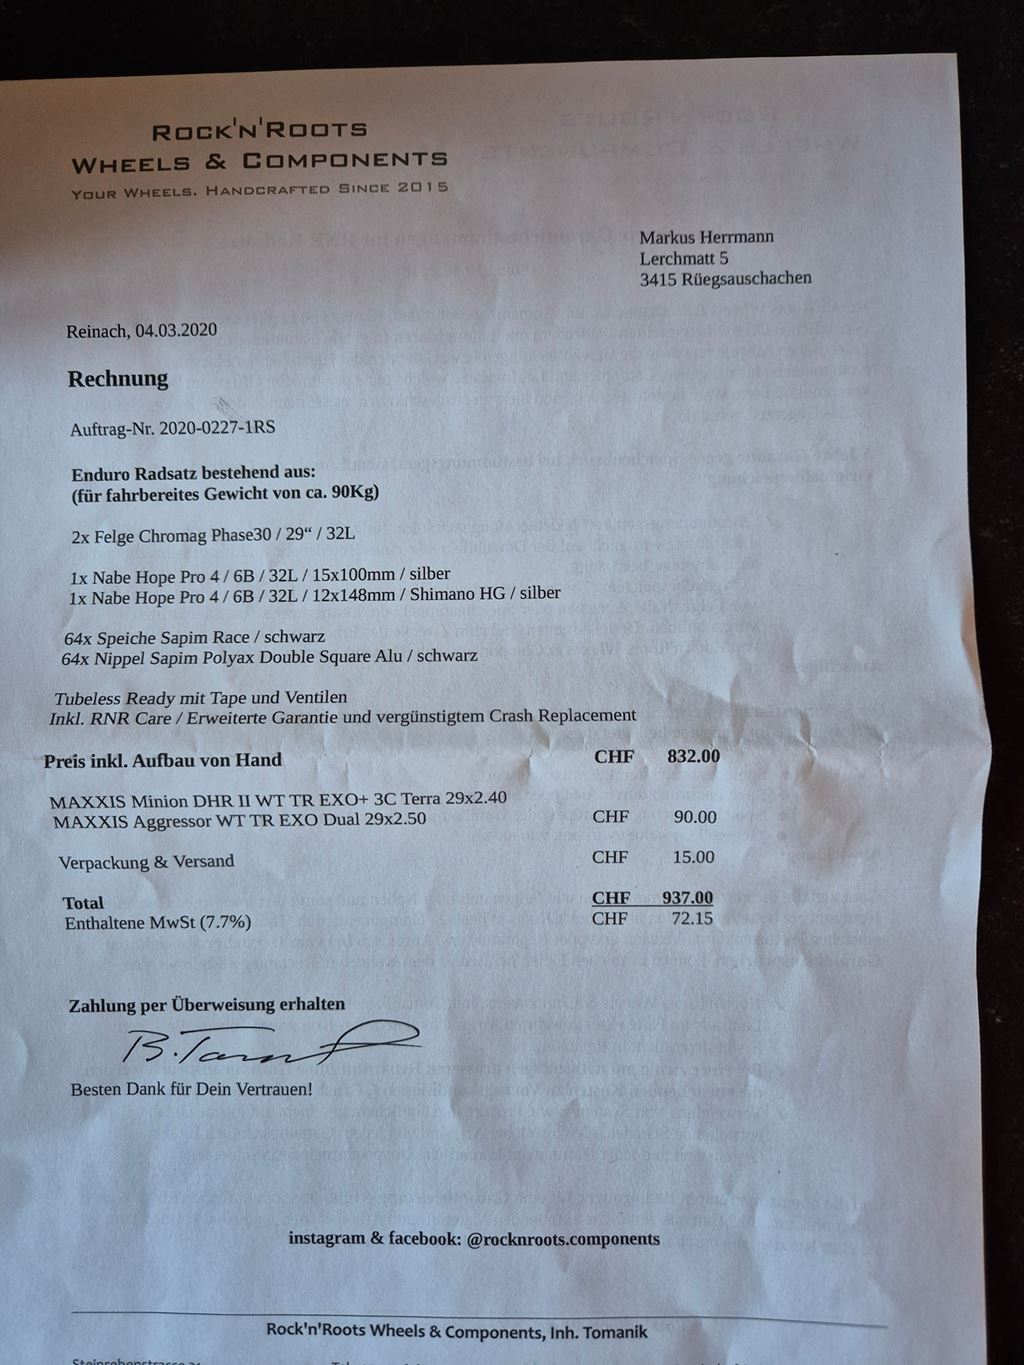 Rock'n'Roots
Wheels & Components
Your Wheels. Handcrafted Since 2015
Markus Herrmann
Lerchmatt 5
3415 Rüegsauschachen
Reinach, 04.03.2020
Rechnung
Auftrag-Nr. 2020-0227-1RS
Enduro Radsatz bestehend aus:
(für fahrbereites Gewicht von ca. 90Kg)
2x Felge Chromag Phase30 / 29“ / 32L
1x Nabe Hope Pro 4 / 6B / 32L / 15x100mm / silber
1x Nabe Hope Pro 4 / 6B / 32L / 12x148mm / Shimano HG / silber
64x Speiche Sapim Race / schwarz
64x Nippel Sapim Polyax Double Square Alu / schwarz
Tubeless Ready mit Tape und Ventilen
Inkl. RNR Care / Erweiterte Garantie und vergünstigtem Crash Replacement
Preis inkl. Aufbau von Hand CHF 832.00
MAXXIS Minion DHR II WT TR EXO+ 3C Terra 29x2.40
MAXXIS Aggressor WT TR EXO Dual 29x2.50 CHF 90.00
Verpackung & Versand CHF 15.00
Total CHF 937.00
Enthaltene MwSt (7.7%) CHF 72.15
Zahlung per Überweisung erhalten
Besten Dank für Dein Vertrauen!
instagram & facebook: @rocknroots.components
Rock'n'Roots Wheels & Components, Inh. Tomanik